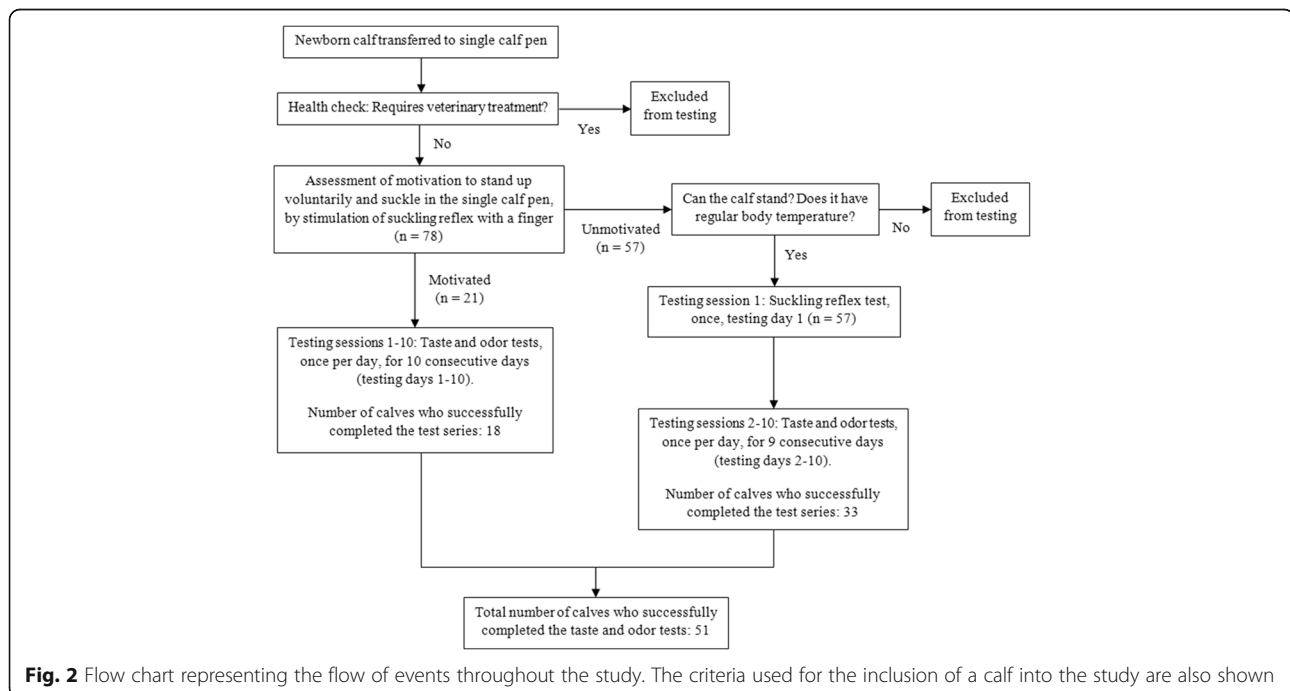 Newborn calf transferred to single calf pen
Health check: Requires veterinary treatment?
Yes
Excluded
from testing
No
Assessment of motivation to stand up
voluntarily and suckle in the single calf pen,
by stimulation of suckling reflex with a finger
(n = 78)
Unmotivated
(n = 57)
Can the calf stand? Does it have
regular body temperature?
No
Excluded
from testing
Motivated
(n = 21)
Yes
Testing session 1: Suckling reflex test,
once, testing day 1 (n = 57)
Testing sessions 1-10: Taste and odor tests,
once per day, for 10 consecutive days
(testing days 1-10).
Number of calves who successfully
completed the test series: 18
Testing sessions 2-10: Taste and odor tests,
once per day, for 9 consecutive days
(testing days 2-10).
Number of calves who successfully
completed the test series: 33
Total number of calves who successfully
completed the taste and odor tests: 51
Fig. 2 Flow chart representing the flow of events throughout the study. The criteria used for the inclusion of a calf into the study are also shown